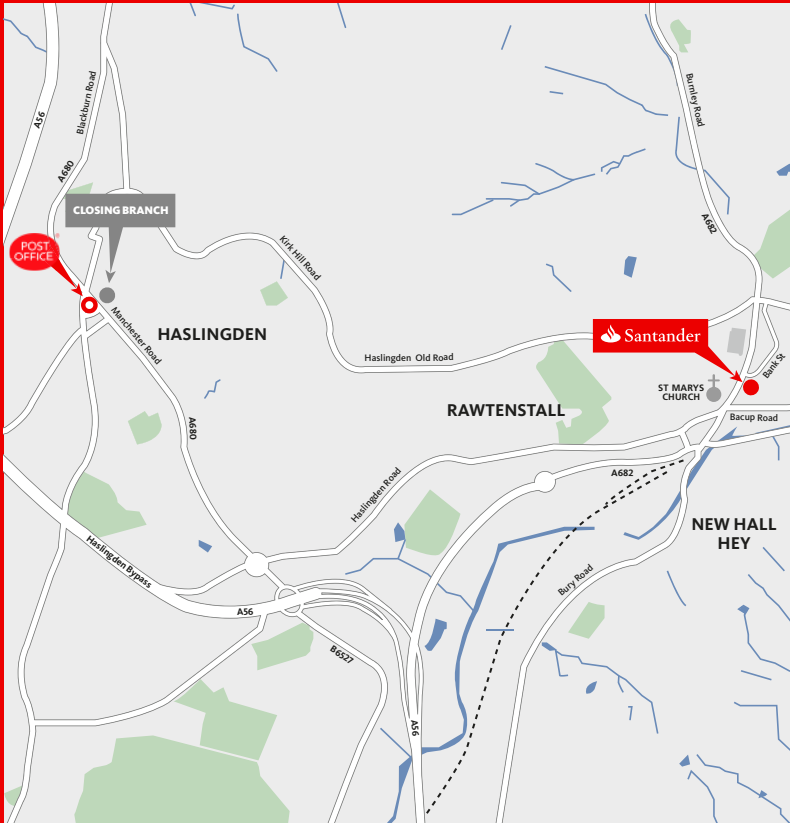 A56
Blackburn Road
A680
CLOSING BRANCH
POST
OFFICE
Manchester Road
HASLINGDEN
A680
Kirk Hill Road
Haslingden Old Road
Burnley Road
A682
Santander
Bank St
ST MARYS
CHURCH
Bacup Road
RAWTENSTALL
A682
Haslingden Road
NEW HALL
HEY
Haslingden Bypass
A56
Bury Road
B6527
A56